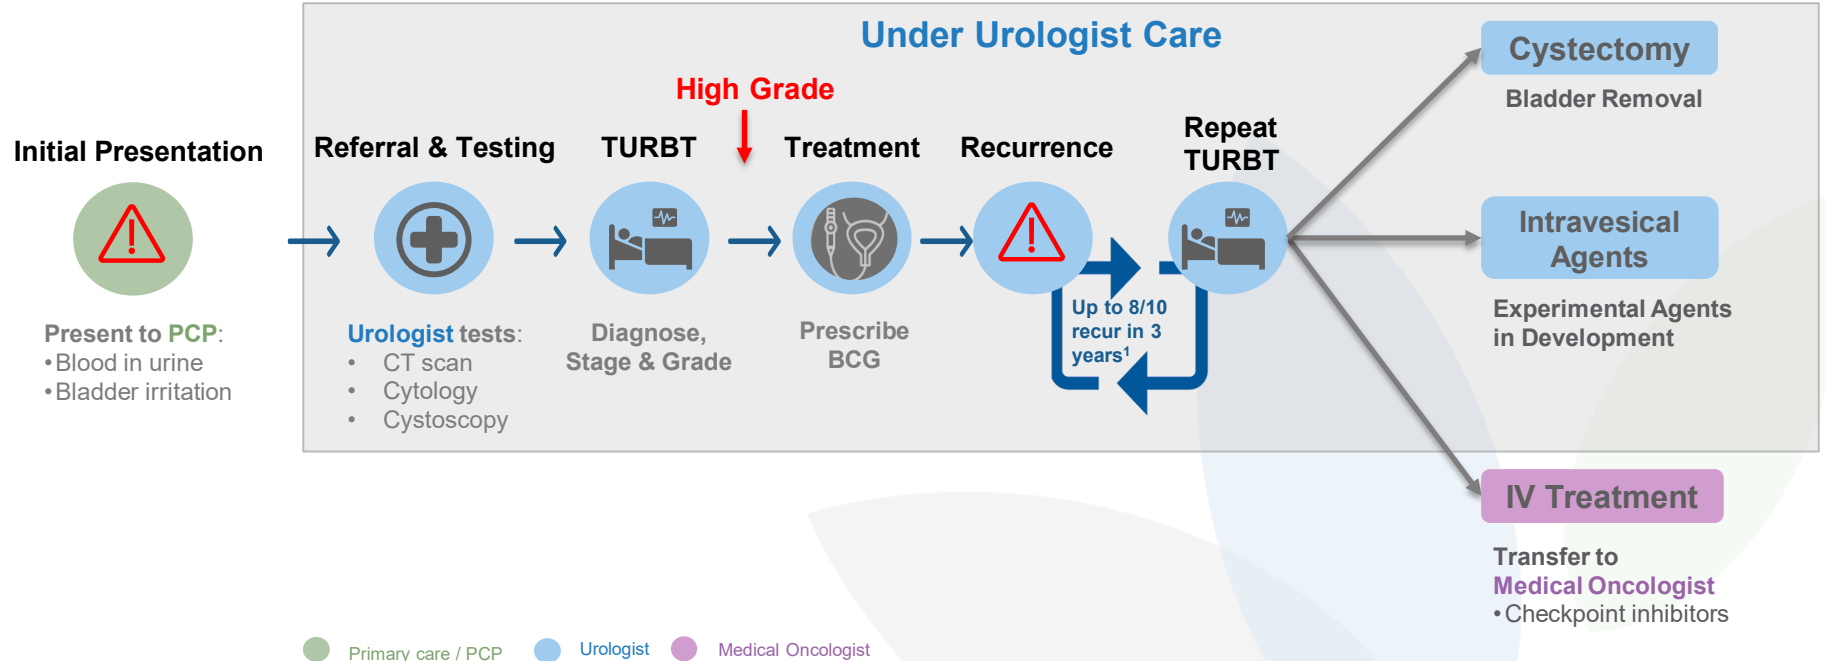 Under Urologist Care
High Grade
Initial Presentation
Present to PCP:
•Blood in urine
•Bladder irritation
Referral & Testing
Urologist tests:
• CT scan
• Cytology
• Cystoscopy
TURBT
Diagnose,
Stage & Grade
Treatment
Prescribe
BCG
Recurrence
Up to 8/10
recur in 3
years¹
Repeat
TURBT
Cystectomy
Bladder Removal
Intravesical
Agents
Experimental Agents
in Development
IV Treatment
Transfer to
Medical Oncologist
•Checkpoint inhibitors
Primary care / PCP
Urologist
Medical Oncologist